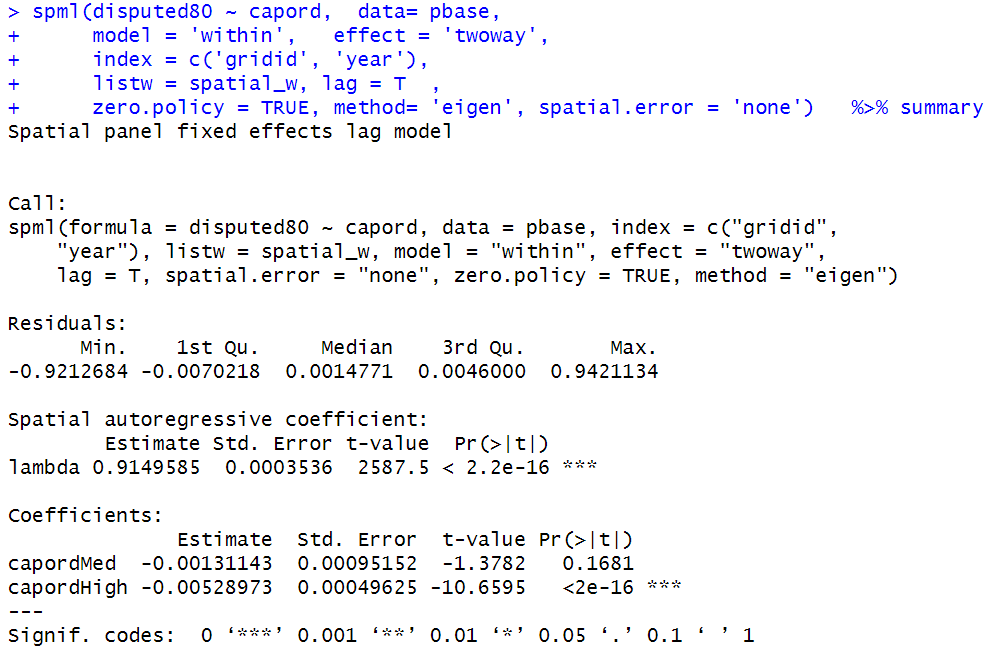 > spml(disputed80 ~ capord,  data= pbase,
+      model = 'within',   effect = 'twoway',
+      index = c('gridid', 'year'),
+      listw = spatial_w, lag = T  ,
+      zero.policy = TRUE, method= 'eigen', spatial.error = 'none')   %>% summary
Spatial panel fixed effects lag model
Call:
spml(formula = disputed80 ~ capord, data = pbase, index = c("gridid",
    "year"), listw = spatial_w, model = "within", effect = "twoway",
    lag = T, spatial.error = "none", zero.policy = TRUE, method = "eigen")
Residuals:
      Min.    1st Qu.     Median    3rd Qu.       Max.
-0.9212684 -0.0070218  0.0014771  0.0046000  0.9421134
Spatial autoregressive coefficient:
        Estimate Std. Error t-value  Pr(>|t|)
lambda 0.9149585  0.0003536  2587.5 < 2.2e-16 ***
Coefficients:
              Estimate  Std. Error  t-value Pr(>|t|)
capordMed  -0.00131143  0.00095152  -1.3782   0.1681
capordHigh -0.00528973  0.00049625 -10.6595   <2e-16 ***
---
Signif. codes:  0 ‘***’ 0.001 ‘**’ 0.01 ‘*’ 0.05 ‘.’ 0.1 ‘ ’ 1